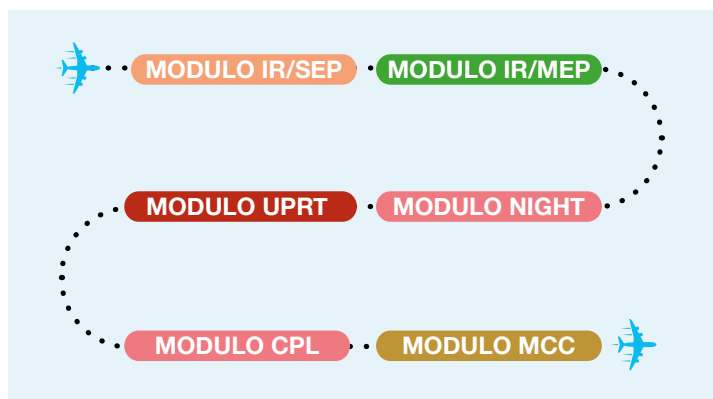 MODULO IR/SEP
MODULO IR/MEP
MODULO NIGHT
MODULO UPRT
MODULO CPL
MODULO MCC